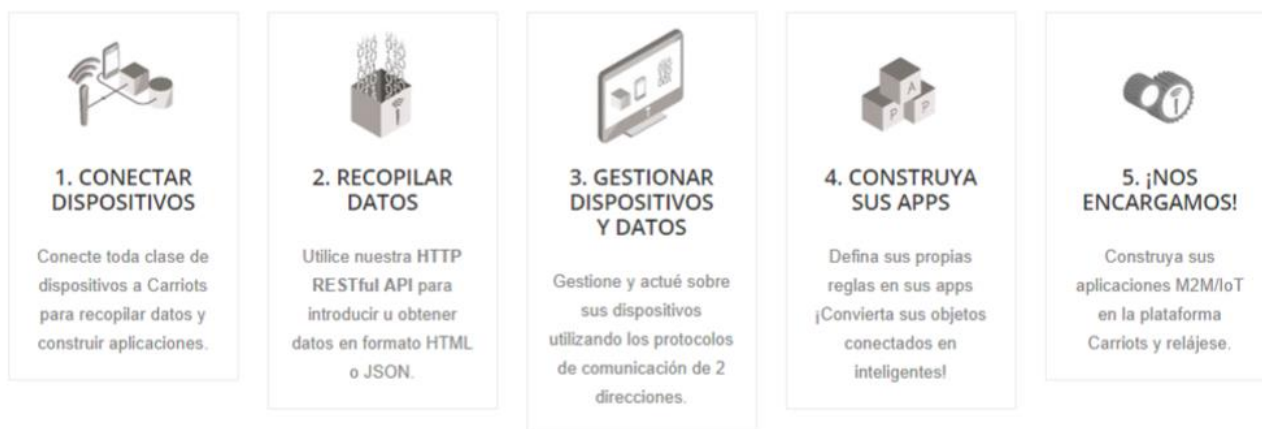 1. CONECTAR
DISPOSITIVOS
Conecte toda clase de
dispositivos a Carriots
para recopilar datos y
construir aplicaciones.
2. RECOPILAR
DATOS
Utilice nuestra HTTP
RESTful API para
introducir u obtener
datos en formato HTML
o JSON.
3. GESTIONAR
DISPOSITIVOS
Y DATOS
Gestione y actué sobre
sus dispositivos
utilizando los protocolos
de comunicación de 2
direcciones.
A
P P
4. CONSTRUYA
SUS APPS
Defina sus propias
reglas en sus apps
¡Convierta sus objetos
conectados en
inteligentes!
5. ¡NOS
ENCARGAMOS!
Construya sus
aplicaciones M2M/IoT
en la plataforma
Carriots y relájese.